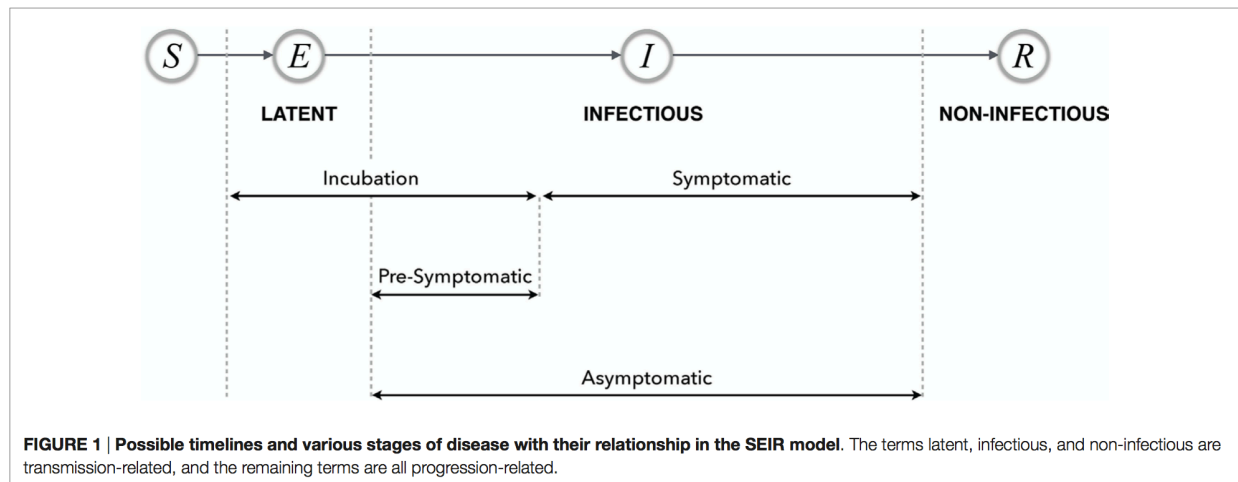 S E I R
LATENT INFECTIOUS NON-INFECTIOUS
Incubation Symptomatic
Pre-Symptomatic
Asymptomatic
FIGURE 1 | Possible timelines and various stages of disease with their relationship in the SEIR model. The terms latent, infectious, and non-infectious are
transmission-related, and the remaining terms are all progression-related.